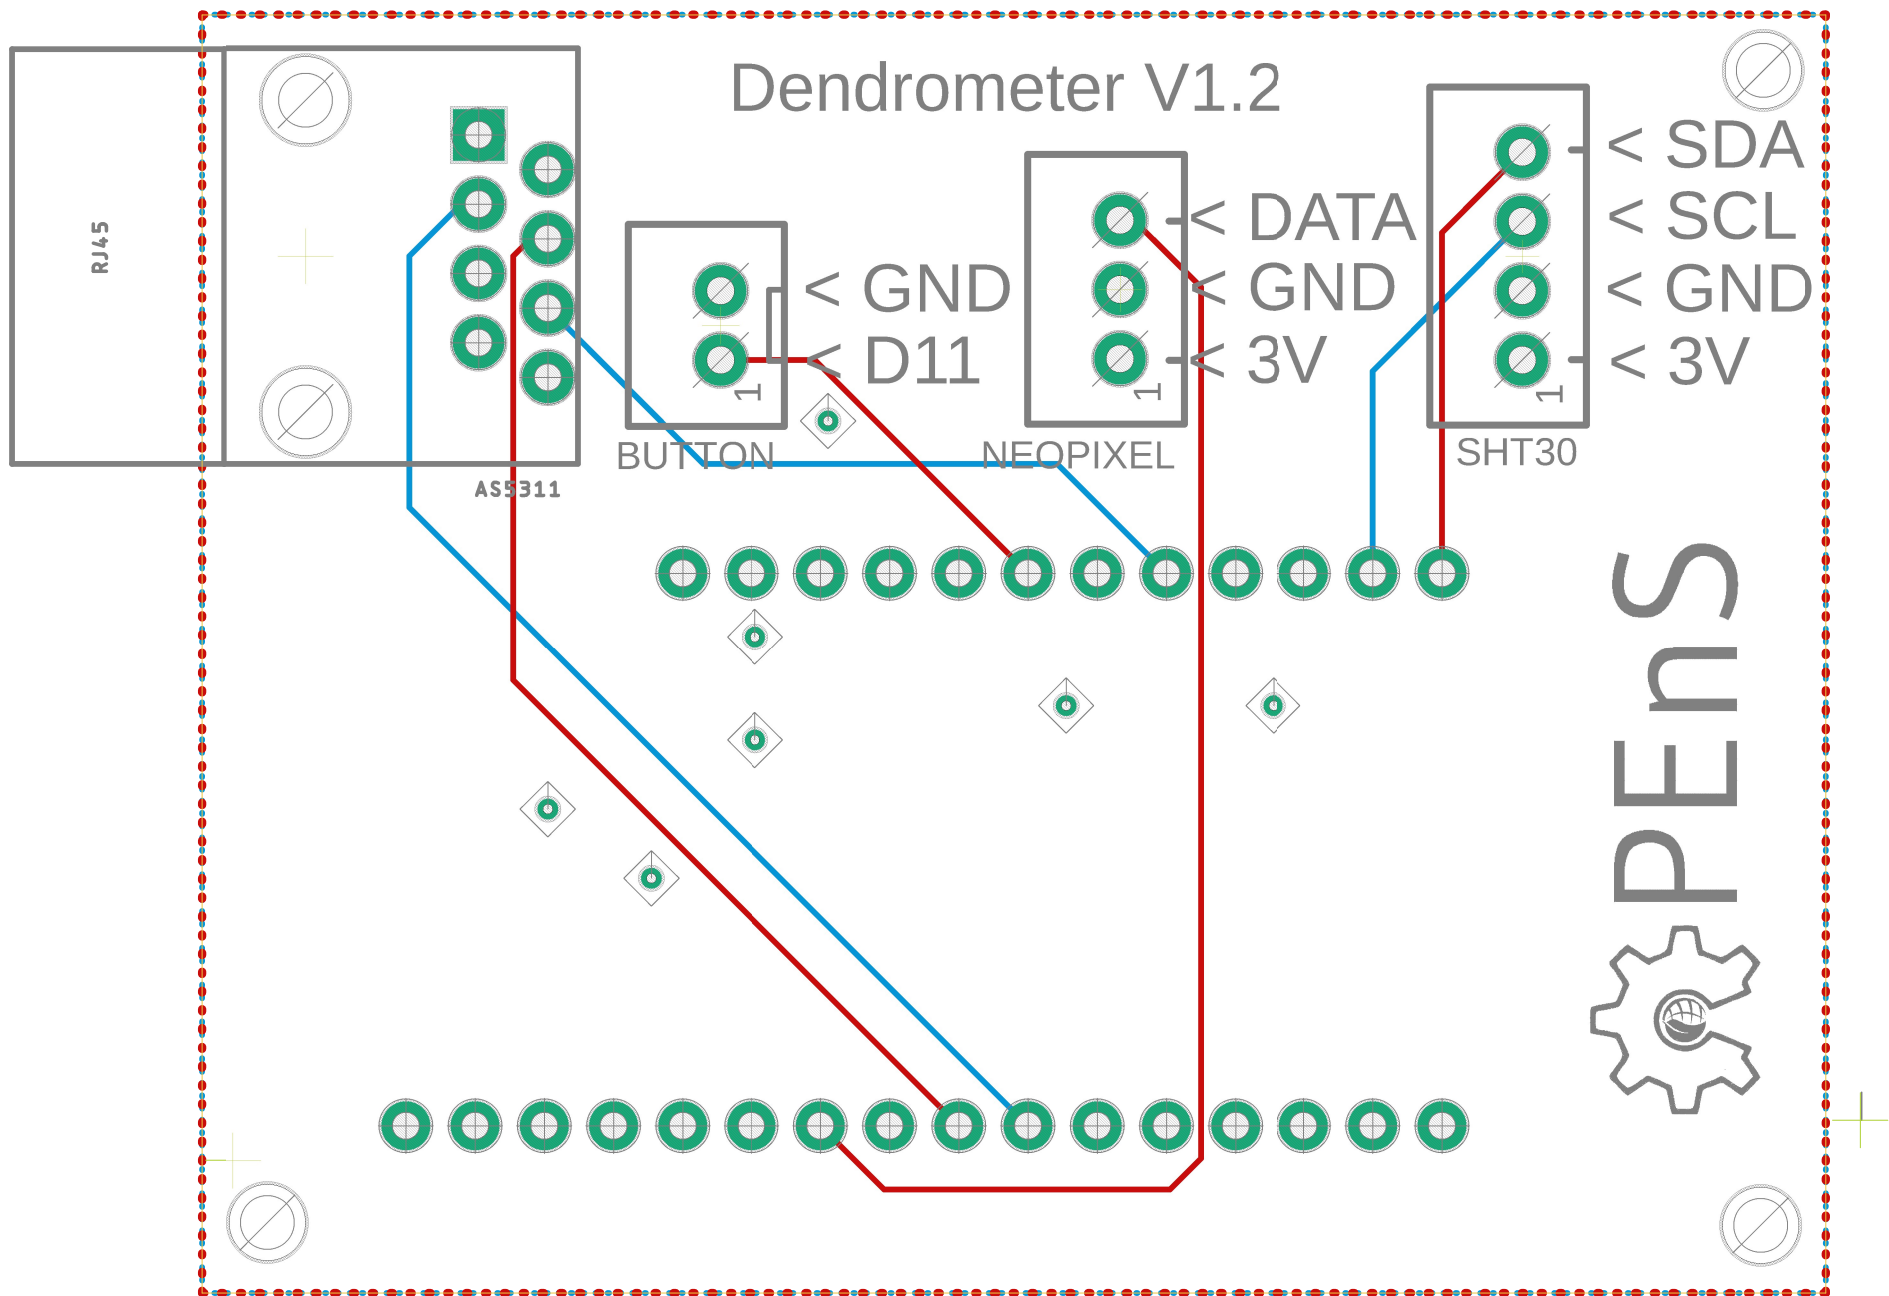 Dendrometer V1.2
RJ45
AS5311
< GND
< D11
1
BUTTON
< DATA
< GND
< 3V
1
NEOPIXEL
< SDA
< SCL
< GND
< 3V
1
SHT30
PEnS